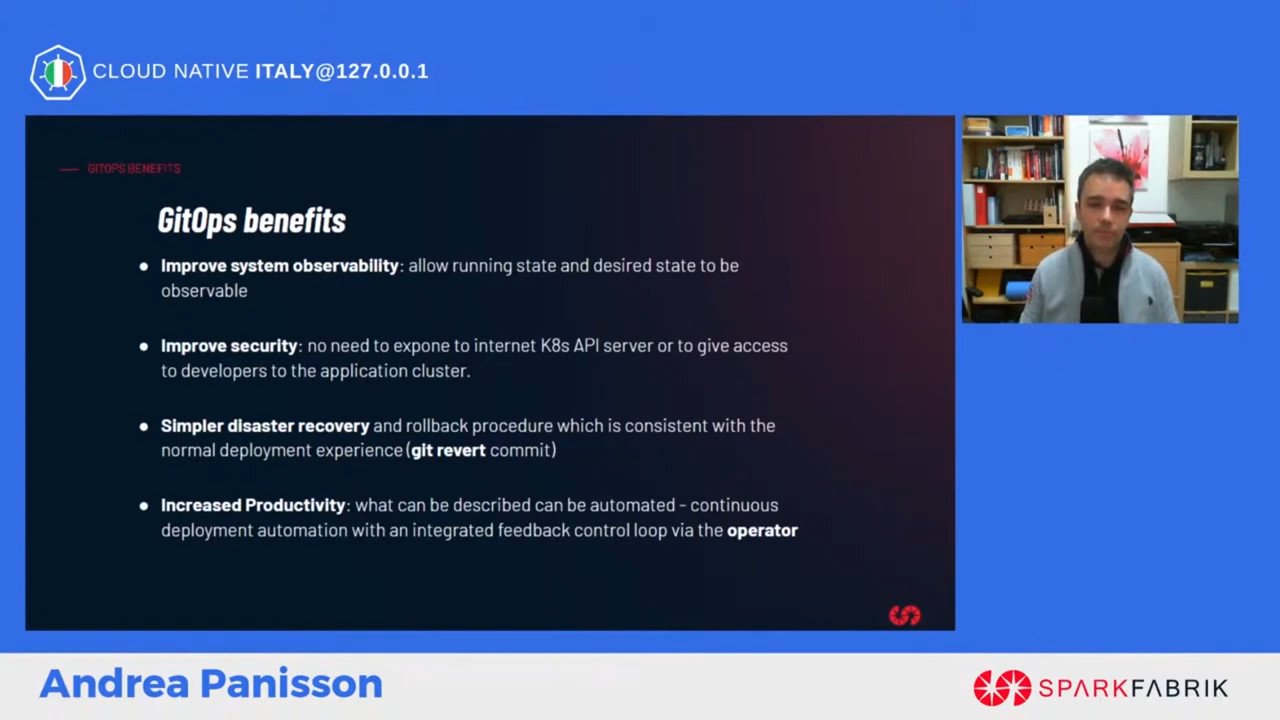 CLOUD NATIVE ITALY@127.0.0.1
GITOPS BENEFITS
GitOps benefits
● Improve system observability: allow running state and desired state to be
observable
● Improve security: no need to expone to internet K8s API server or to give access
to developers to the application cluster.
● Simpler disaster recovery and rollback procedure which is consistent with the
normal deployment experience (git revert commit)
● Increased Productivity: what can be described can be automated - continuous
deployment automation with an integrated feedback control loop via the operator
Andrea Panisson
SPARKFABRIK